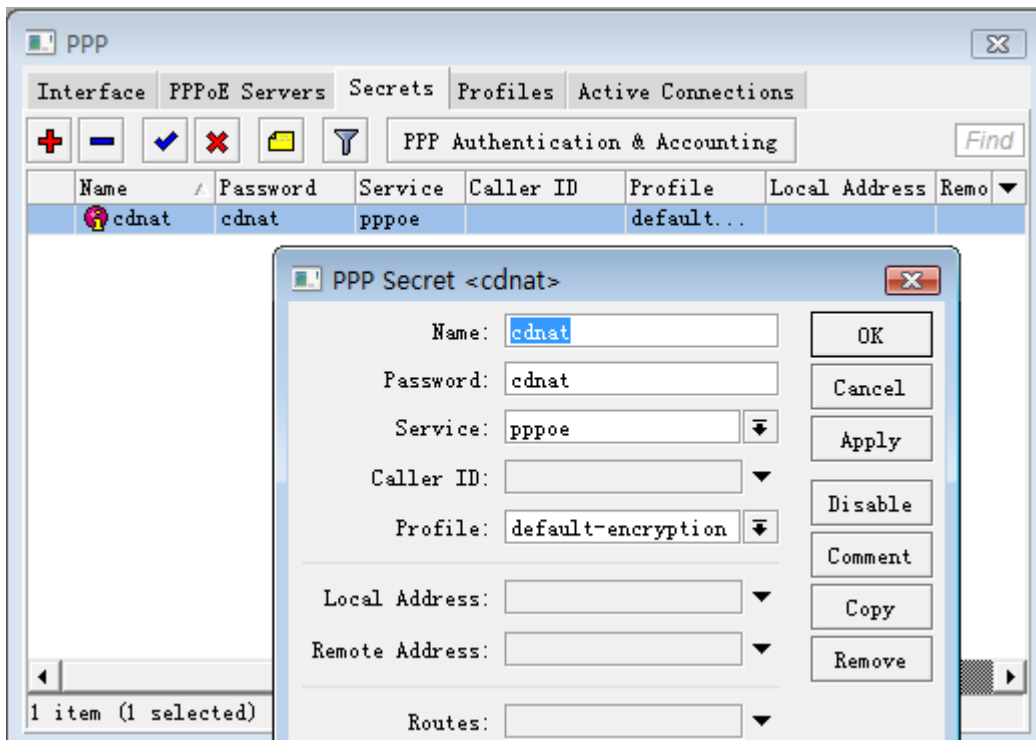 PPP
Interface PPPoE Servers Secrets Profiles Active Connections
PPP Authentication & Accounting Find
Name Password Service Caller ID Profile Local Address Remo
cdnat cdnat pppoe default...
PPP Secret <cdnat>
Name: cdnat OK
Password: cdnat Cancel
Service: pppoe Apply
Caller ID:
Disable
Profile: default-encryption
Comment
Local Address: Copy
Remote Address: Remove
1 item (1 selected)
Routes: